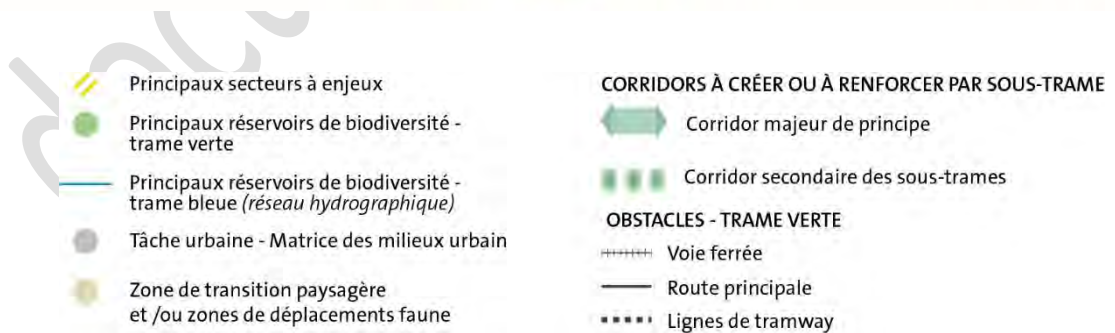 Principaux secteurs à enjeux
Principaux réservoirs de biodiversité -
trame verte
Principaux réservoirs de biodiversité -
trame bleue (réseau hydrographique)
Tâche urbaine - Matrice des milieux urbain
Zone de transition paysagère
et /ou zones de déplacements faune
CORRIDORS À CRÉER OU À RENFORCER PAR SOUS-TRAME
Corridor majeur de principe
Corridor secondaire des sous-trames
OBSTACLES - TRAME VERTE
Voie ferrée
Route principale
Lignes de tramway